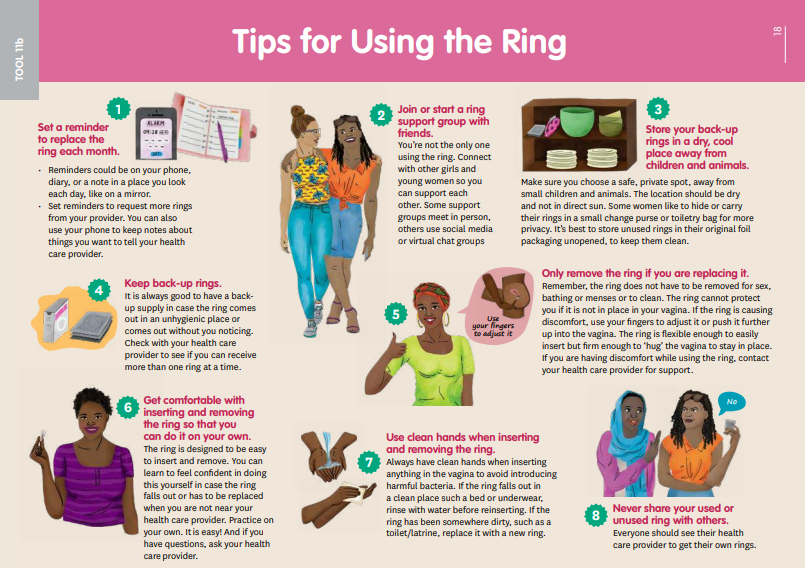 TOOL 11b
Tips for Using the Ring
18
1
ALARM
Set a reminder
to replace the
ring each month.
· Reminders could be on your phone,
diary, or a note in a place you look
each day, like on a mirror.
· Set reminders to request more rings
from your provider. You can also
use your phone to keep notes about
things you want to tell your health
care provider.
2
Join or start a ring
support group with
friends.
You're not the only one
using the ring. Connect
with other girls and
young women so you
can support each
other. Some support
groups meet in person,
others use social media
or virtual chat groups
3
Store your back-up
rings in a dry, cool
place away from
children and animals.
Make sure you choose a safe, private spot, away from
small children and animals. The location should be dry
and not in direct sun. Some women like to hide or carry
their rings in a small change purse or toiletry bag for more
privacy. It's best to store unused rings in their original foil
packaging unopened, to keep them clean.
4
Keep back-up rings.
It is always good to have a back-
up supply in case the ring comes
out in an unhygienic place or
comes out without you noticing.
Check with your health care
provider to see if you can receive
more than one ring at a time.
5
Use
your fingers
to adjust it
Only remove the ring if you are replacing it.
Remember, the ring does not have to be removed for sex,
bathing or menses or to clean. The ring cannot protect
you if it is not in place in your vagina. If the ring is causing
discomfort, use your fingers to adjust it or push it further
up into the vagina. The ring is flexible enough to easily
insert but firm enough to 'hug' the vagina to stay in place.
If you are having discomfort while using the ring, contact
your health care provider for support.
6
Get comfortable with
inserting and removing
the ring so that you
can do it on your own.
The ring is designed to be easy
to insert and remove. You can
learn to feel confident in doing
this yourself in case the ring
falls out or has to be replaced
when you are not near your
health care provider. Practice on
your own. It is easy! And if you
have questions, ask your health
care provider.
7
Use clean hands when inserting
and removing the ring.
Always have clean hands when inserting
anything in the vagina to avoid introducing
harmful bacteria. If the ring falls out in
a clean place such a bed or underwear,
rinse with water before reinserting. If the
ring has been somewhere dirty, such as a
toilet/latrine, replace it with a new ring.
No
8
Never share your used or
unused ring with others.
Everyone should see their health
care provider to get their own rings.